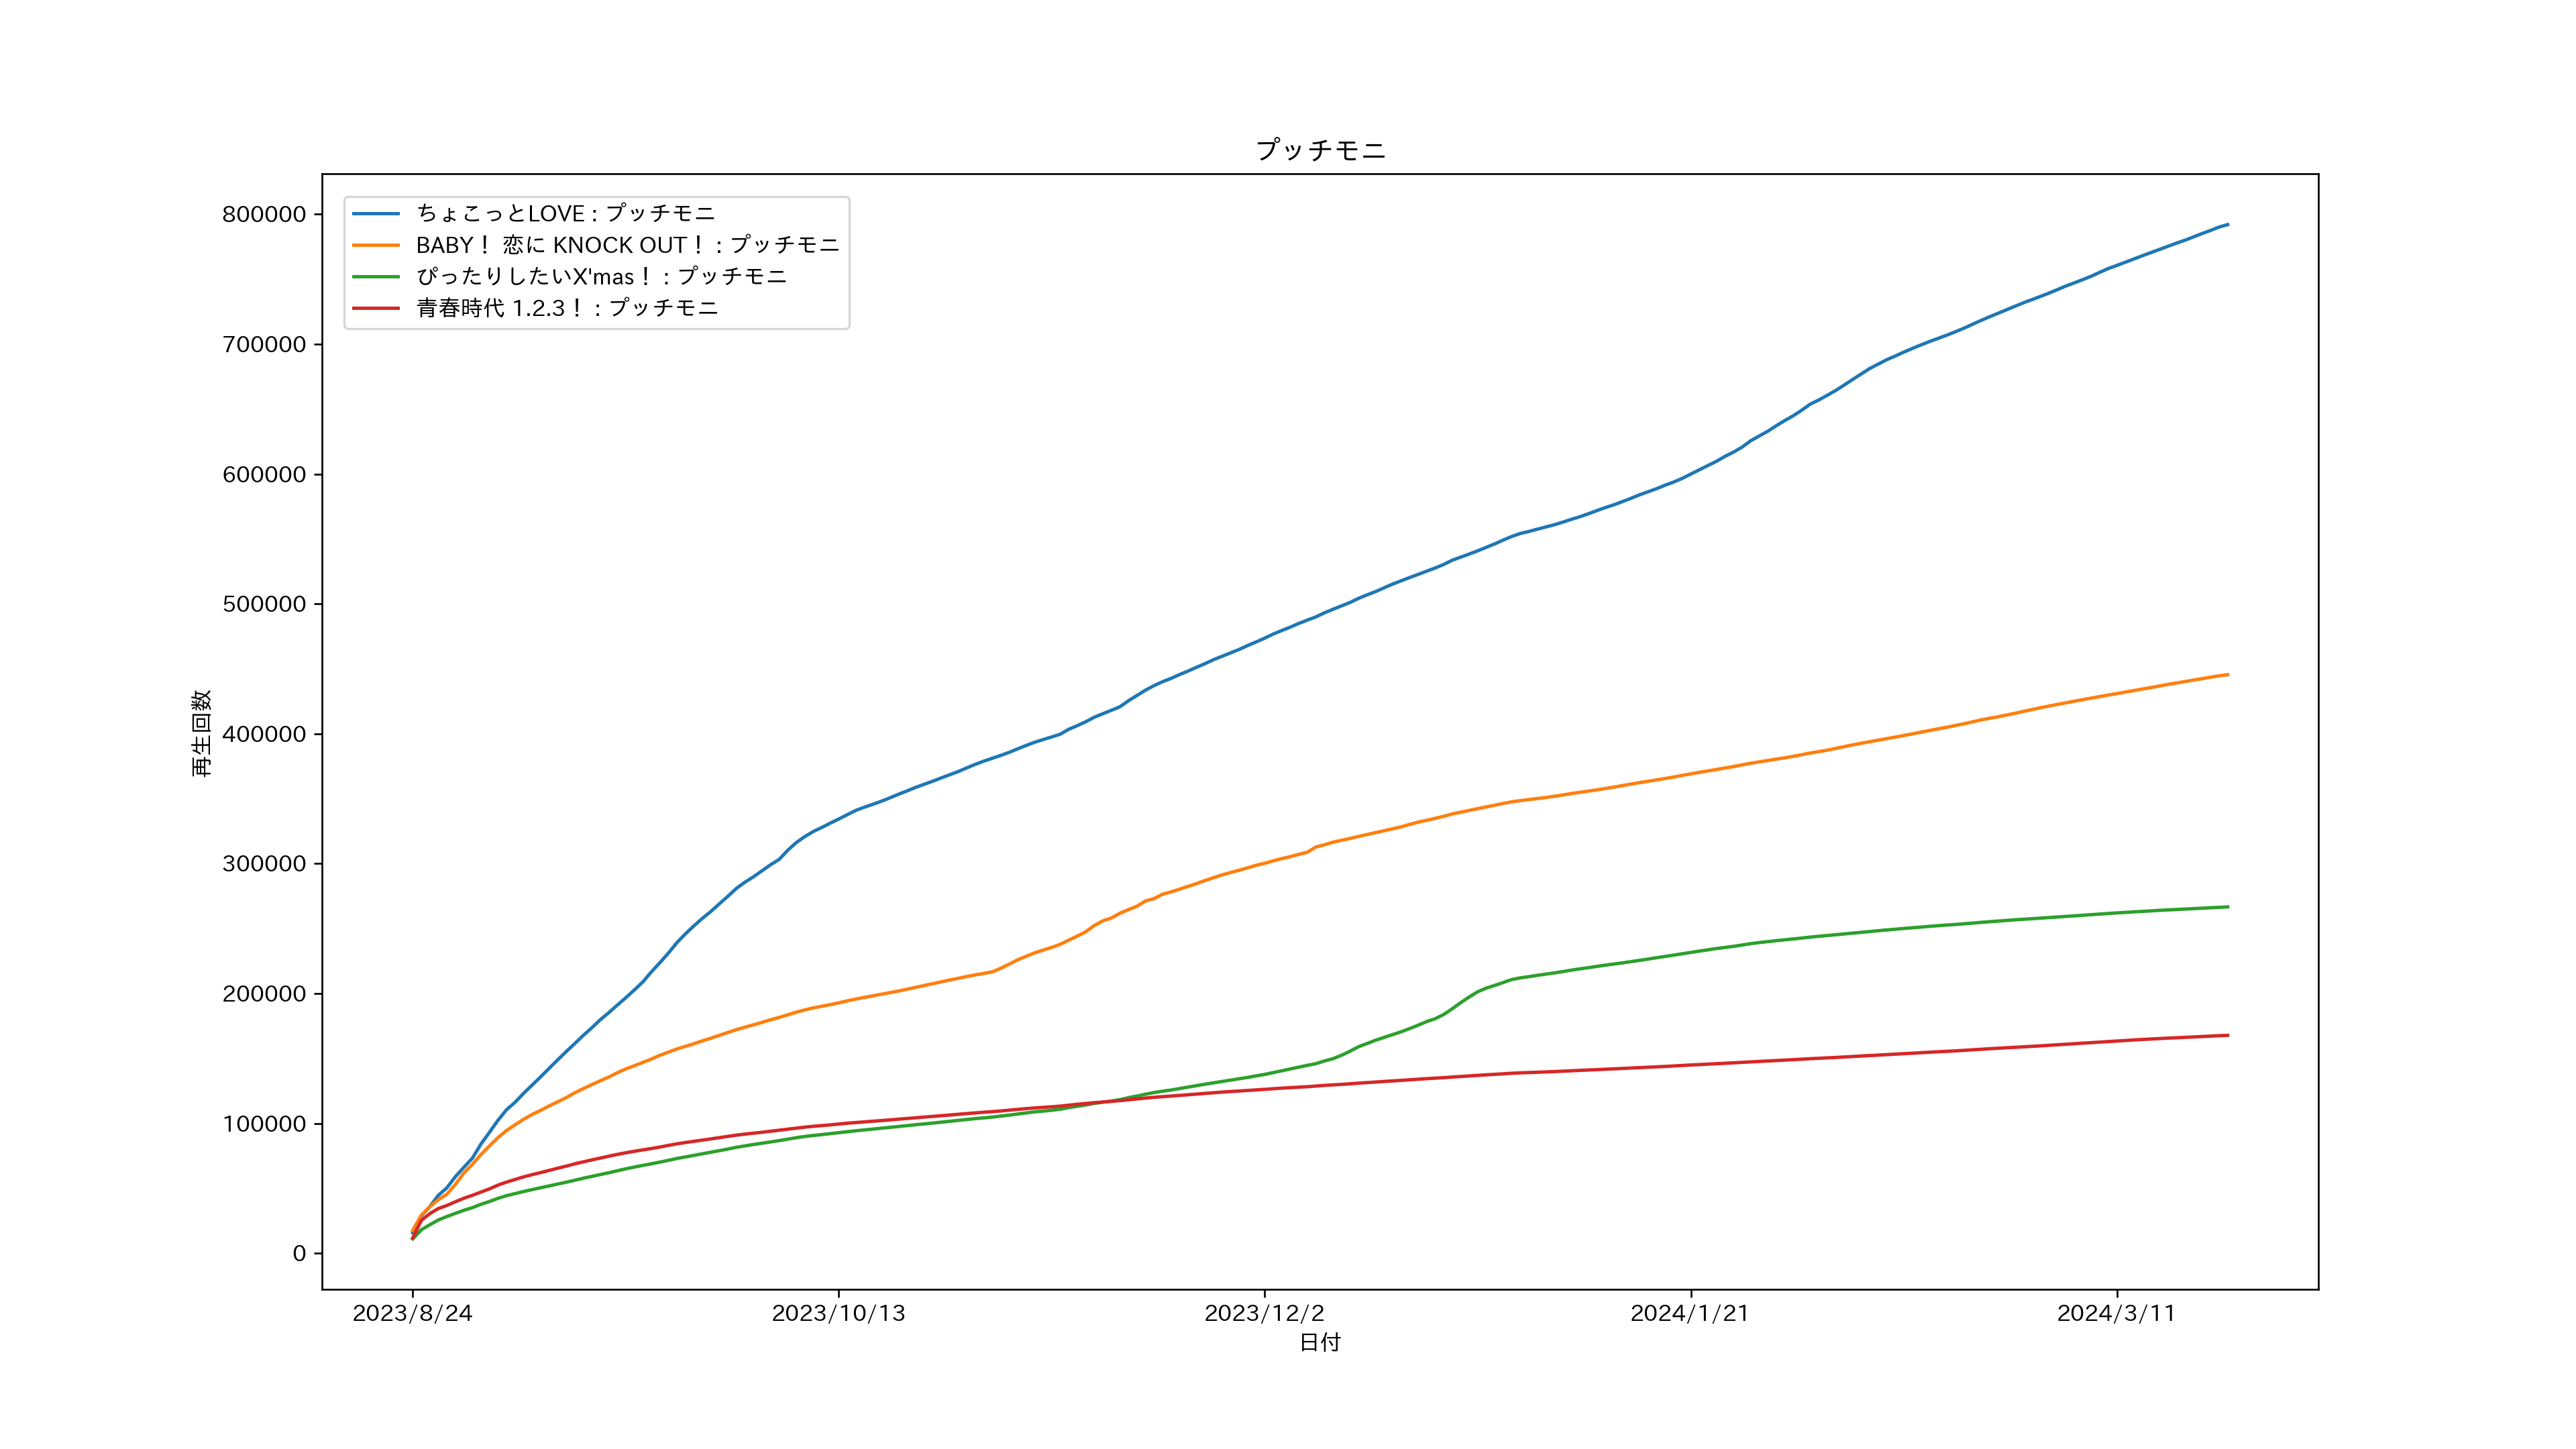 プッチモニ
ちょこっとLOVE : プッチモニ
BABY！ 恋に KNOCK OUT！ : プッチモニ
ぴったりしたいX'mas！ : プッチモニ
青春時代 1.2.3！ : プッチモニ
800000
700000
600000
500000
400000
300000
200000
100000
0
再生回数
2023/8/24
2023/10/13
2023/12/2
2024/1/21
2024/3/11
日付